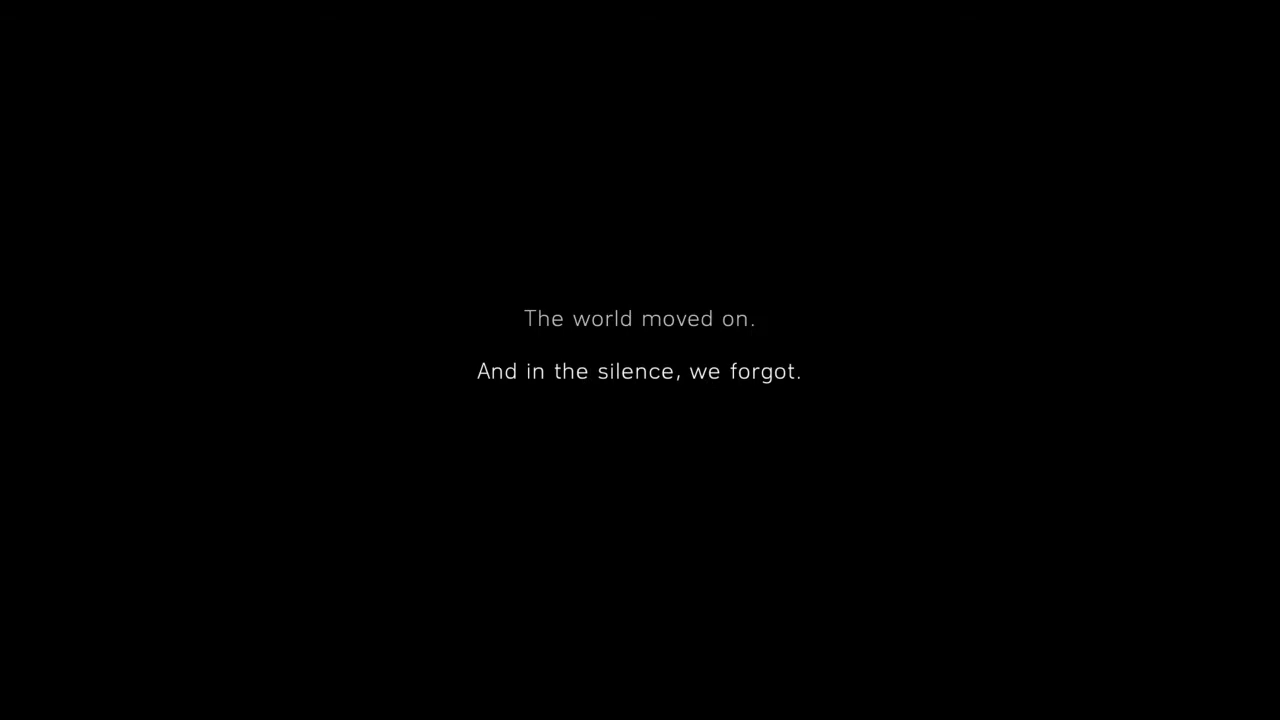 The world moved on.
And in the silence, we forgot.